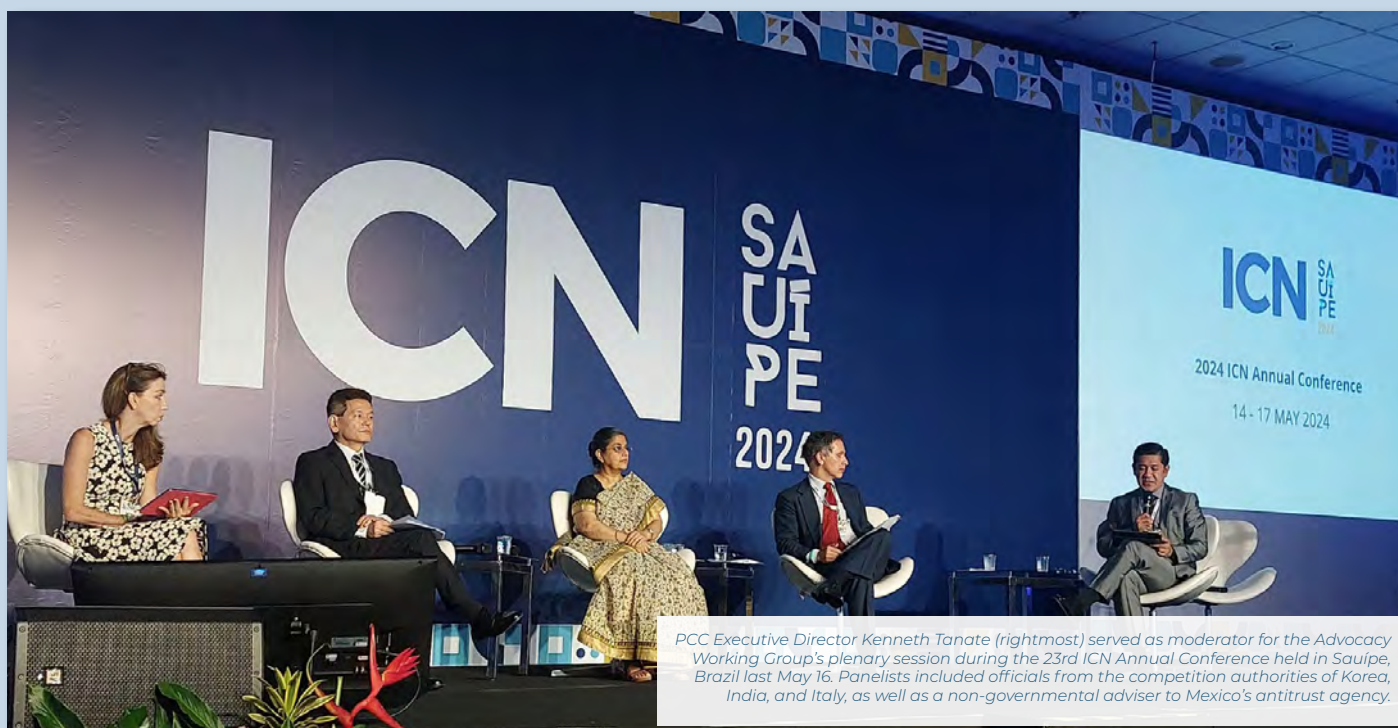 ICN
SA
UÍ
PE
2024
ICN
SA
UÍ
PE
2024
2024 ICN Annual Conference
14 - 17 MAY 2024
PCC Executive Director Kenneth Tanate (rightmost) served as moderator for the Advocacy
Working Group's plenary session during the 23rd ICN Annual Conference held in Sauípe,
Brazil last May 16. Panelists included officials from the competition authorities of Korea,
India, and Italy, as well as a non-governmental adviser to Mexico's antitrust agency.